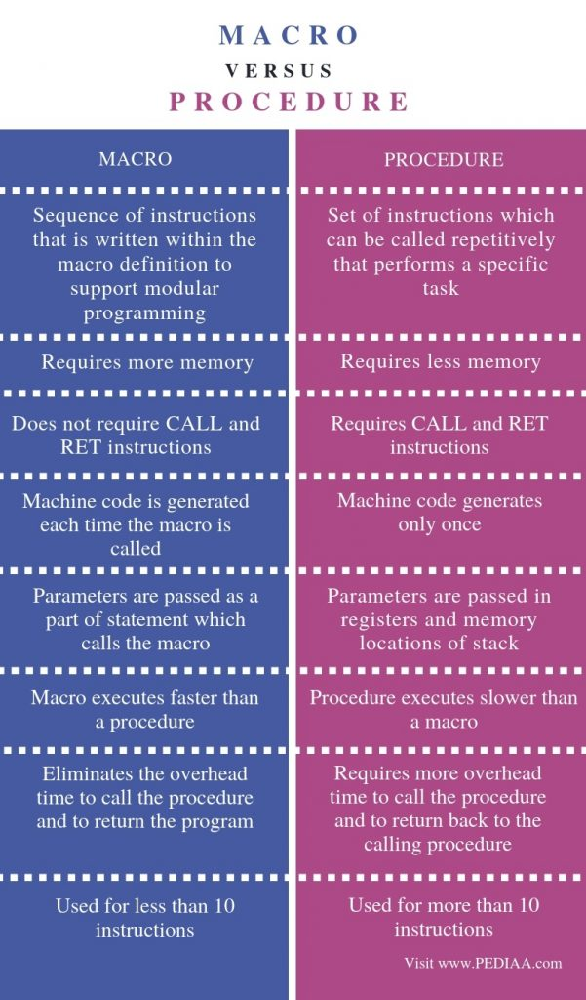 MACRO
VERSUS
PROCEDURE
MACRO
Sequence of instructions
that is written within the
macro definition to
support modular
programming
Requires more memory
Does not require CALL and
RET instructions
Machine code is generated
each time the macro is
called
Parameters are passed as a
part of statement which
calls the macro
Macro executes faster than
a procedure
Eliminates the overhead
time to call the procedure
and to return the program
Used for less than 10
instructions
PROCEDURE
Set of instructions which
can be called repetitively
that performs a specific
task
Requires less memory
Requires CALL and RET
instructions
Machine code generates
only once
Parameters are passed in
registers and memory
locations of stack
Procedure executes slower than
a macro
Requires more overhead
time to call the procedure
and to return back to the
calling procedure
Used for more than 10
instructions
Visit www.PEDIAA.com